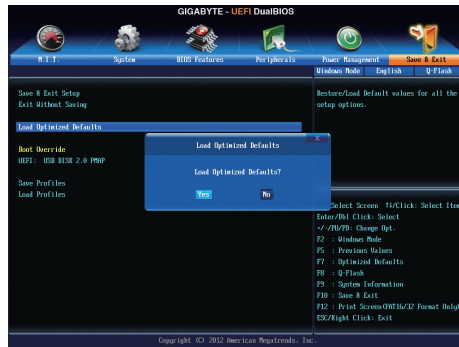 GIGABYTE - UEFI DualBIOS
M.I.T. System BIOS Features Peripherals Power Management Save & Exit
Windows Mode English Q-Flash
Save & Exit Setup
Exit Without Saving
Load Optimized Defaults
Boot Override
UEFI: USB DISK 2.0 PMAP
Save Profiles
Load Profiles
Restore/Load Default values for all the
setup options.
Load Optimized Defaults X
Load Optimized Defaults?
Yes No
Select Screen ↑↓/Click: Select Item
Enter/Dbl Click: Select
+/-/PU/PD: Change Opt.
F2 : Windows Mode
F5 : Previous Values
F7 : Optimized Defaults
F8 : Q-Flash
F9 : System Information
F10 : Save & Exit
F12 : Print Screen(FAT16/32 Format Only)
ESC/Right Click: Exit
Copyright (C) 2012 American Megatrends, Inc.